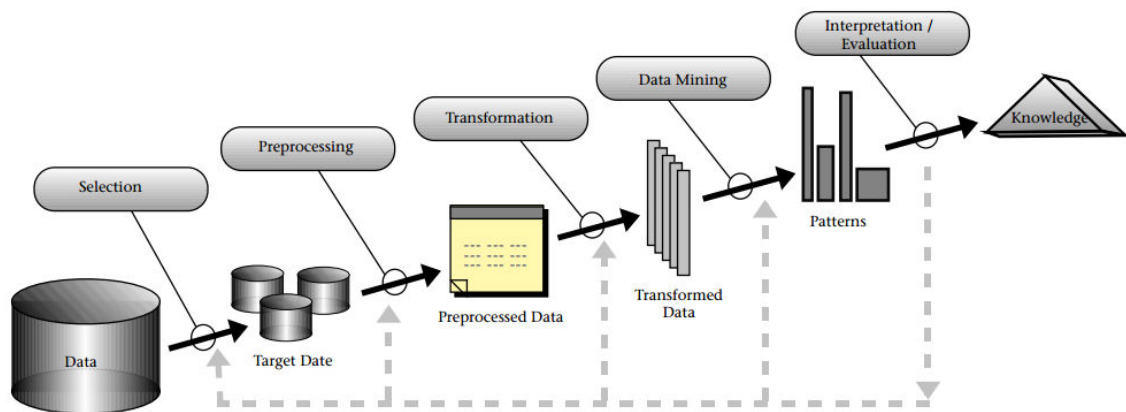 Interpretation /
Evaluation
Data Mining
Transformation
Preprocessing
Selection
Knowledge
Patterns
Transformed
Data
Preprocessed Data
Target Date
Data